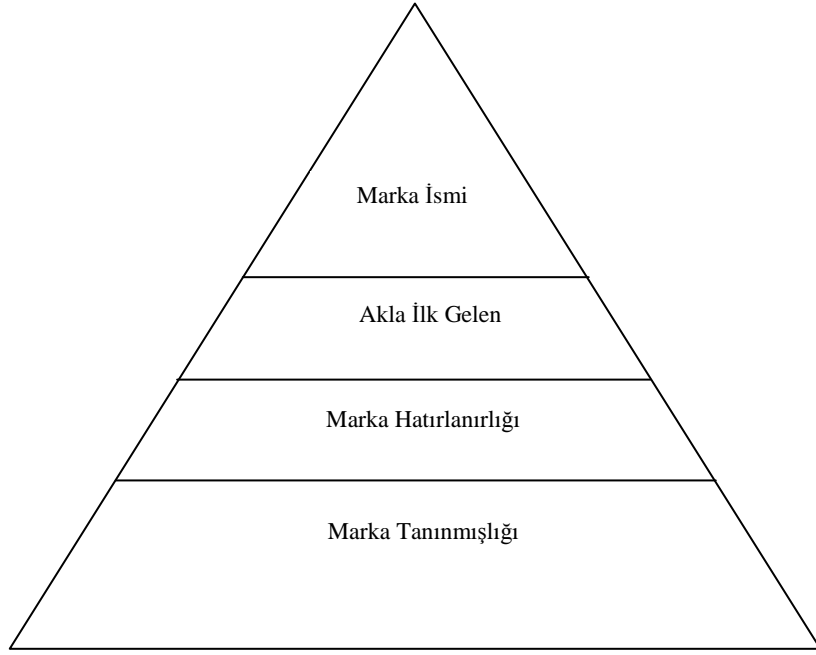 Marka İsmi
Akla İlk Gelen
Marka Hatırlanırlığı
Marka Tanınmışlığı